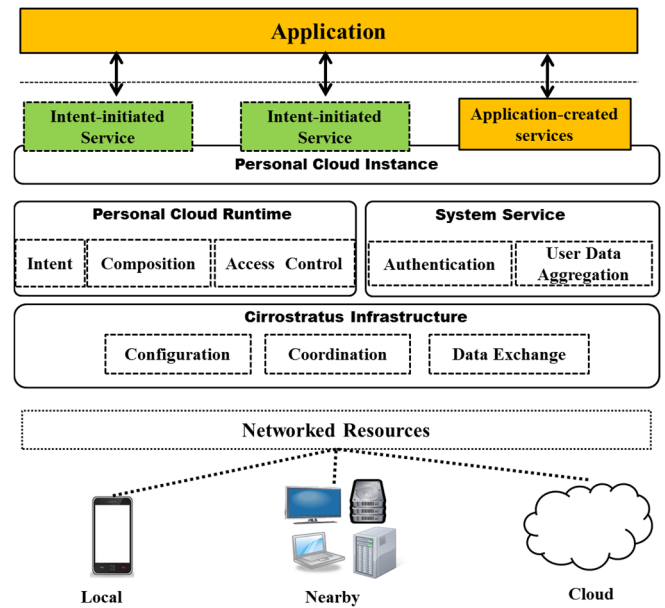 Application
Intent-initiated
Service
Intent-initiated
Service
Application-created
services
Personal Cloud Instance
Personal Cloud Runtime
Intent
Composition
Access Control
System Service
Authentication
User Data
Aggregation
Cirrostratus Infrastructure
Configuration
Coordination
Data Exchange
Networked Resources
Local
Nearby
Cloud